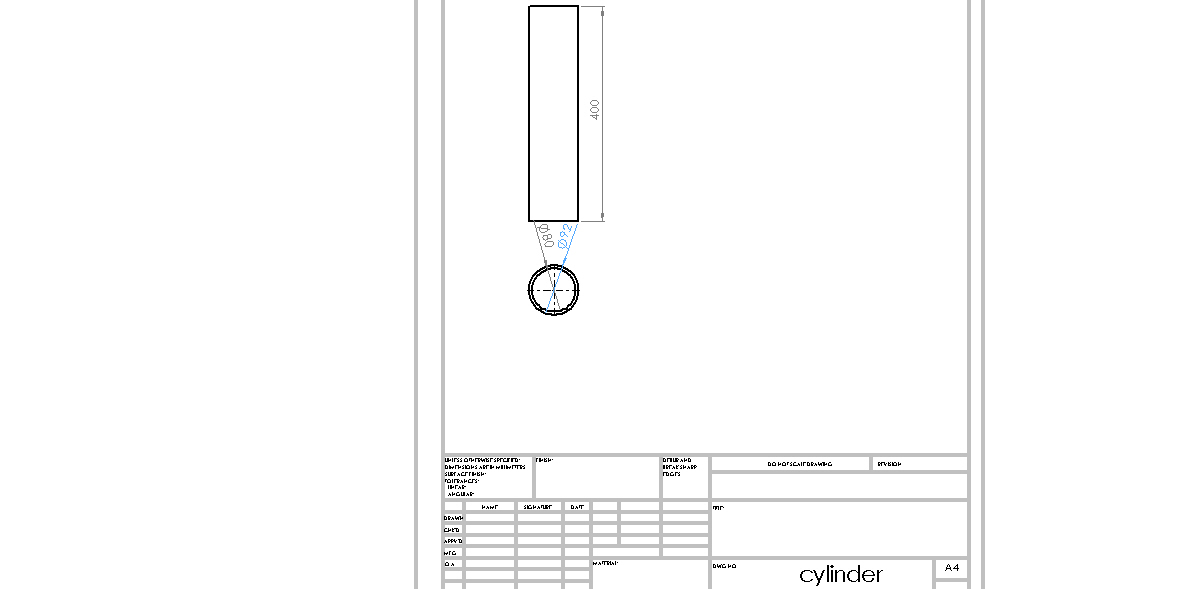 400
Ø80
Ø92
UNLESS OTHERWISE SPECIFIED:
DIMENSIONS ARE IN MILLIMETERS
SURFACE FINISH:
TOLERANCES:
LINEAR:
ANGULAR:
FINISH:
DEBUR AND
BREAK SHARP
EDGES
DO NOT SCALE DRAWING
REVISION
NAME
SIGNATURE
DATE
TITLE:
DRAWN
CHK'D
APPV'D
MFG
Q.A
MATERIAL:
DWG NO.
cylinder
A4